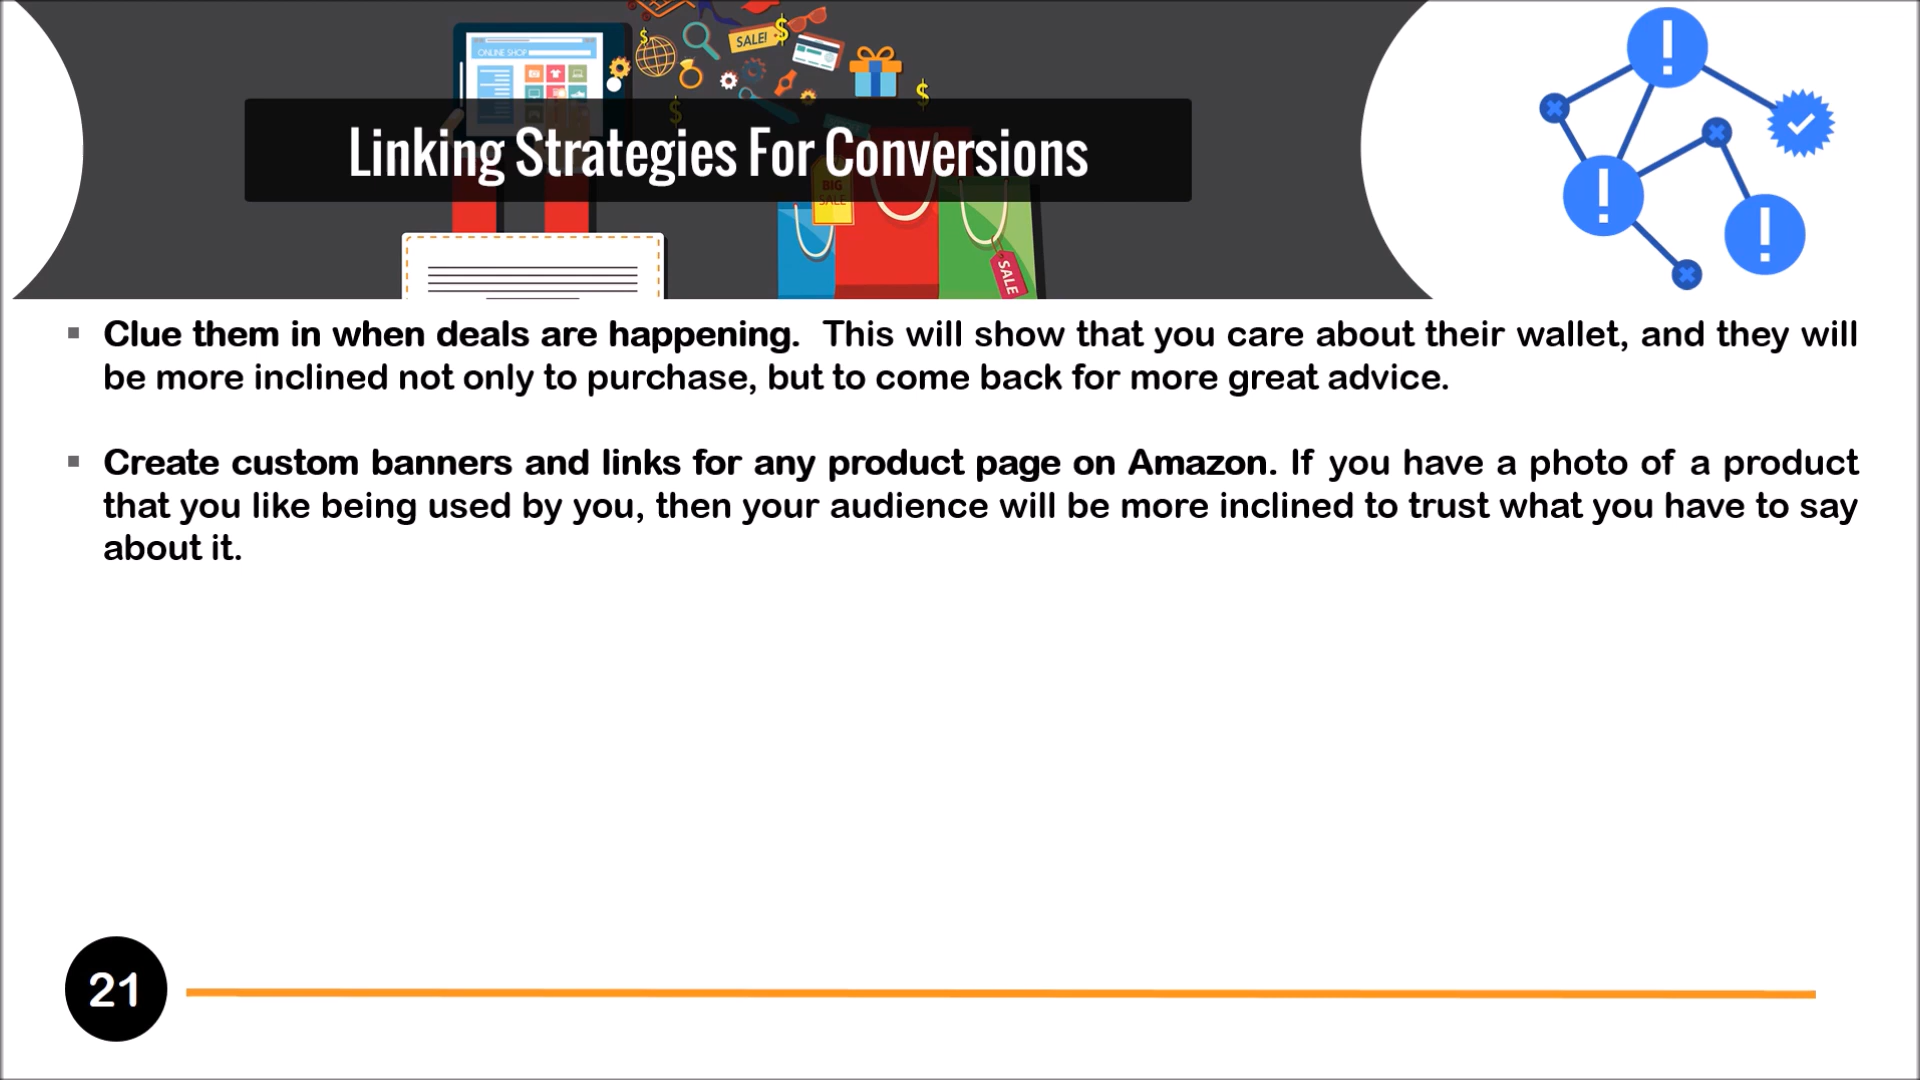 ONLINE SHOP
SALE!
$
$
$
$
Linking Strategies For Conversions
BIG
SALE
SALE
▪ Clue them in when deals are happening.  This will show that you care about their wallet, and they will
be more inclined not only to purchase, but to come back for more great advice.
▪ Create custom banners and links for any product page on Amazon. If you have a photo of a product
that you like being used by you, then your audience will be more inclined to trust what you have to say
about it.
21